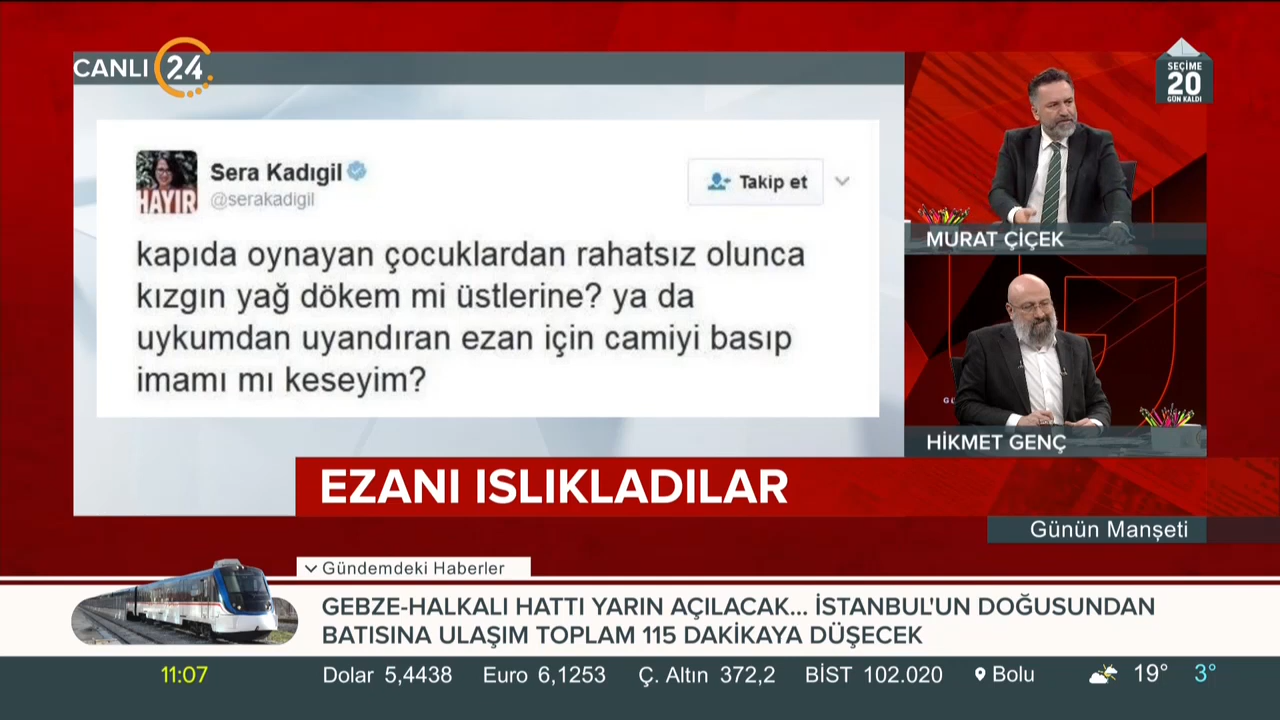 CANLI 24
SEÇİME
20
GÜN KALDI
HAYIR
Sera Kadıgil
@serakadigil
Takip et
kapıda oynayan çocuklardan rahatsız olunca
kızgın yağ dökem mi üstlerine? ya da
uykumdan uyandıran ezan için camiyi basıp
imamı mı keseyim?
MURAT ÇİÇEK
HİKMET GENÇ
EZANI ISLIKLADILAR
Günün Manşeti
Gündemdeki Haberler
GEBZE-HALKALI HATTI YARIN AÇILACAK... İSTANBUL'UN DOĞUSUNDAN
BATISINA ULAŞIM TOPLAM 115 DAKİKAYA DÜŞECEK
11:07 Dolar 5,4438 Euro 6,1253 Ç. Altın 372,2 BİST 102.020 Bolu 19° 3°